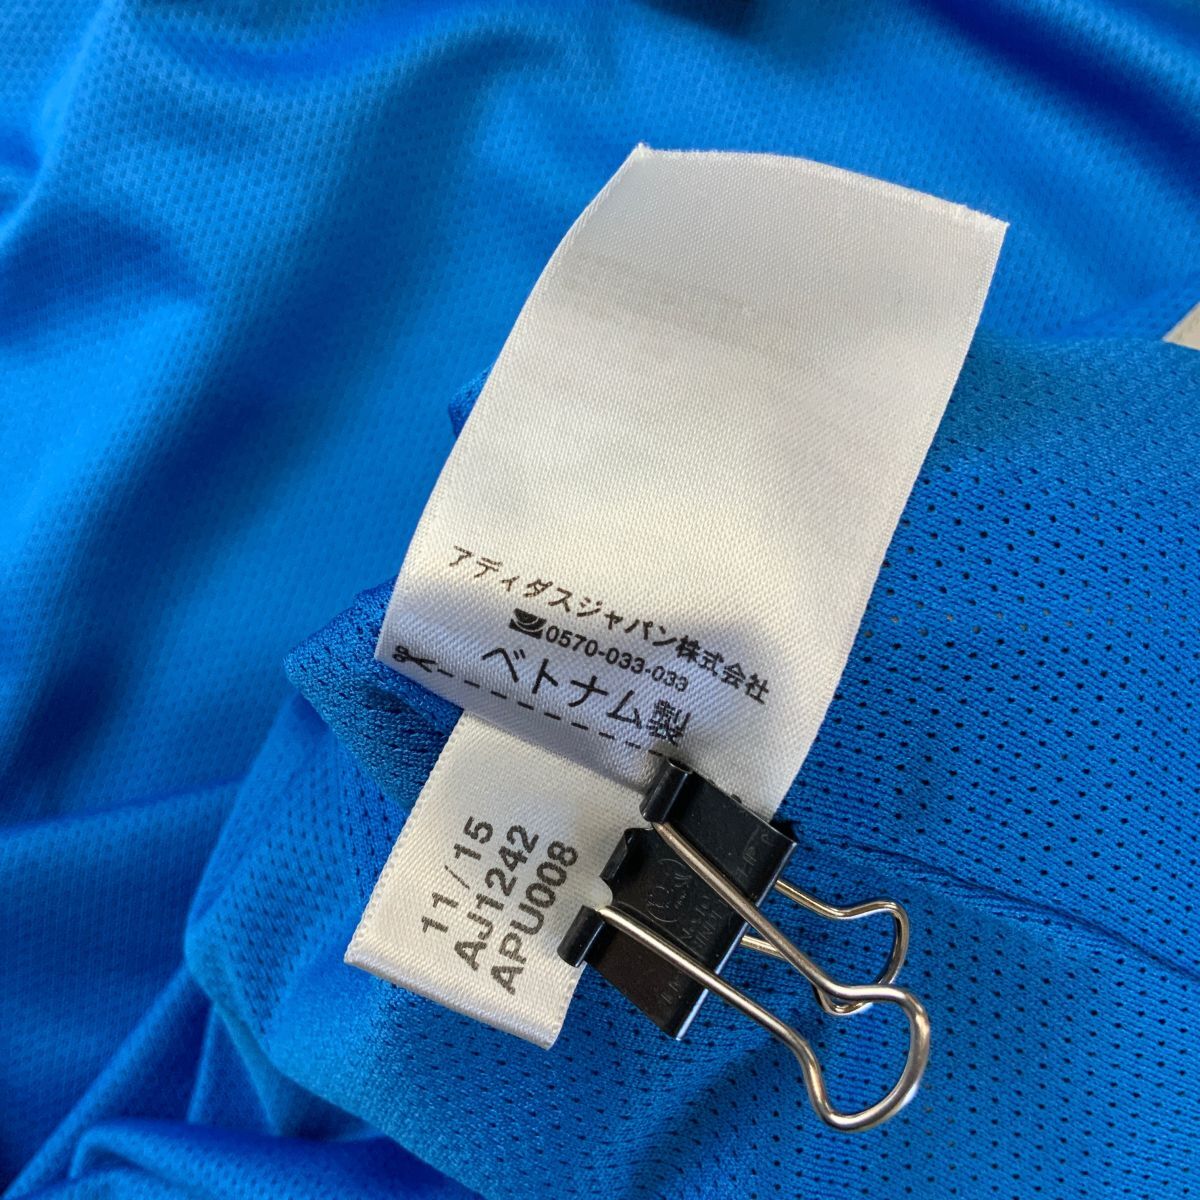 アディダスジャパン株式会社
0570-033-033
ベトナム製
11/15
AJ1242
APU008